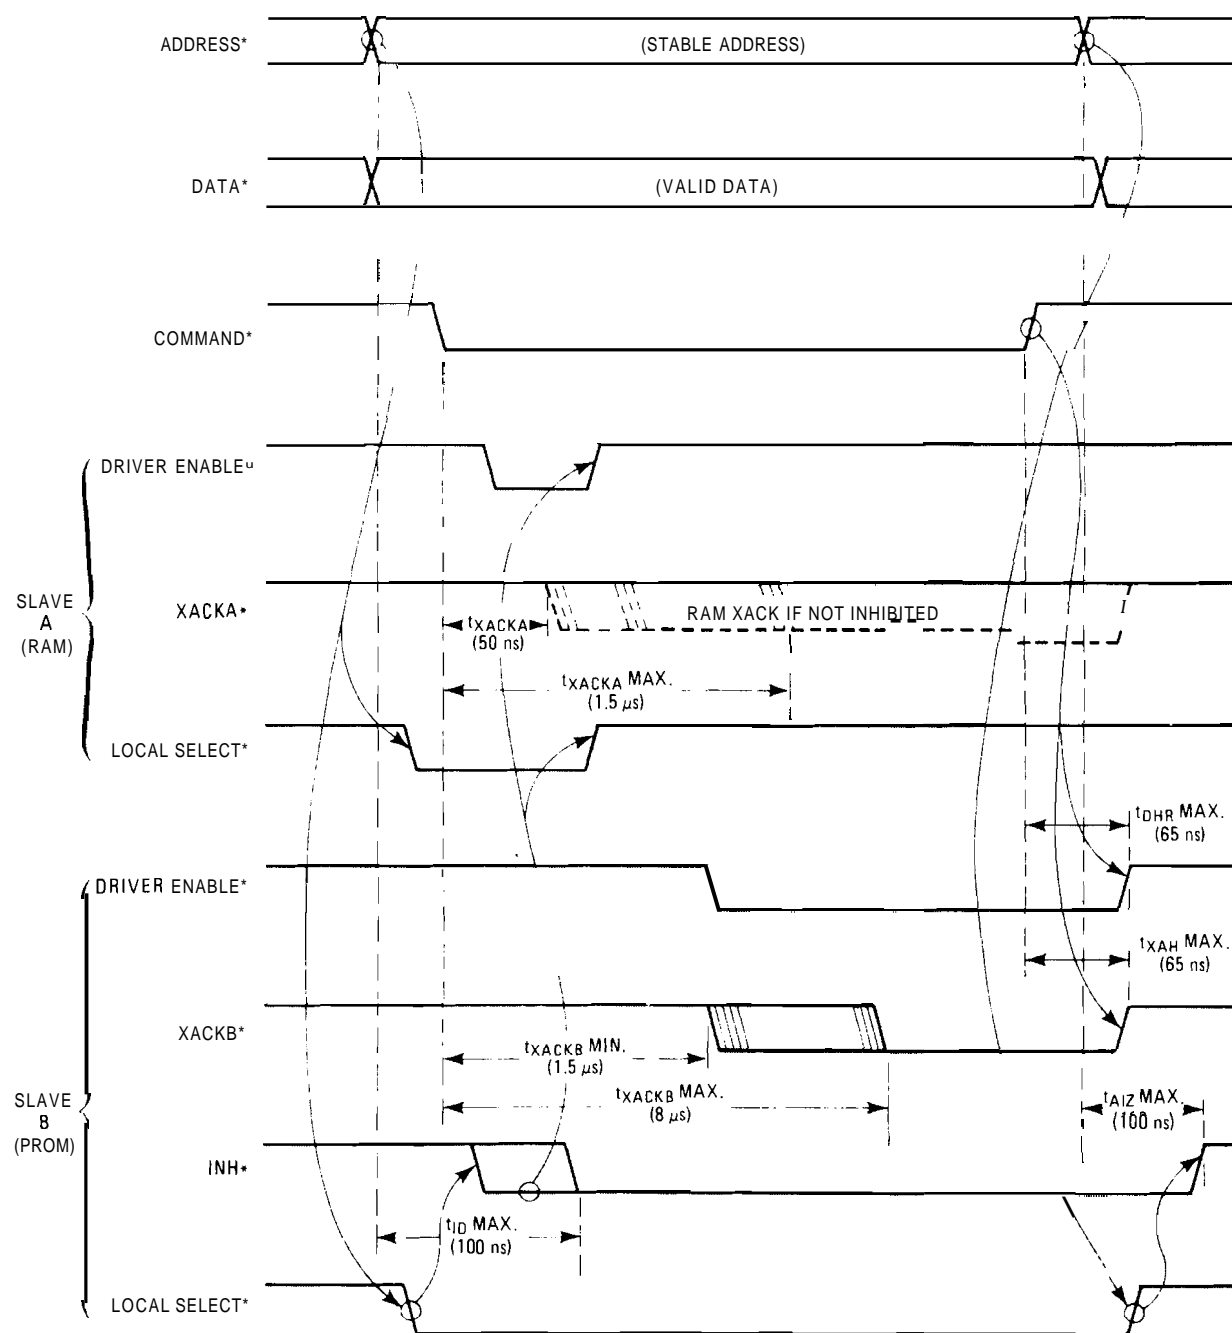 ADDRESS*
(STABLE ADDRESS)
DATA*
(VALID DATA)
COMMAND*
DRIVER ENABLEᵘ
SLAVE
A
(RAM)
XACKA*
tXACKA
(50 ns)
RAM XACK IF NOT INHIBITED
tXACKA MAX.
(1.5 µs)
LOCAL SELECT*
tDHR MAX.
(65 ns)
DRIVER ENABLE*
tXAH MAX.
(65 ns)
XACKB*
tXACKB MIN.
(1.5 µs)
tXACKB MAX.
(8 µs)
tAIZ MAX.
(100 ns)
SLAVE
B
(PROM)
INH*
tID MAX.
(100 ns)
LOCAL SELECT*